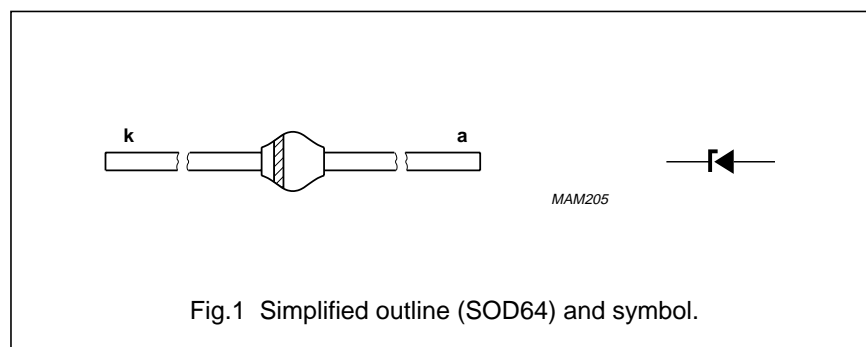 k a
MAM205
Fig.1 Simplified outline (SOD64) and symbol.